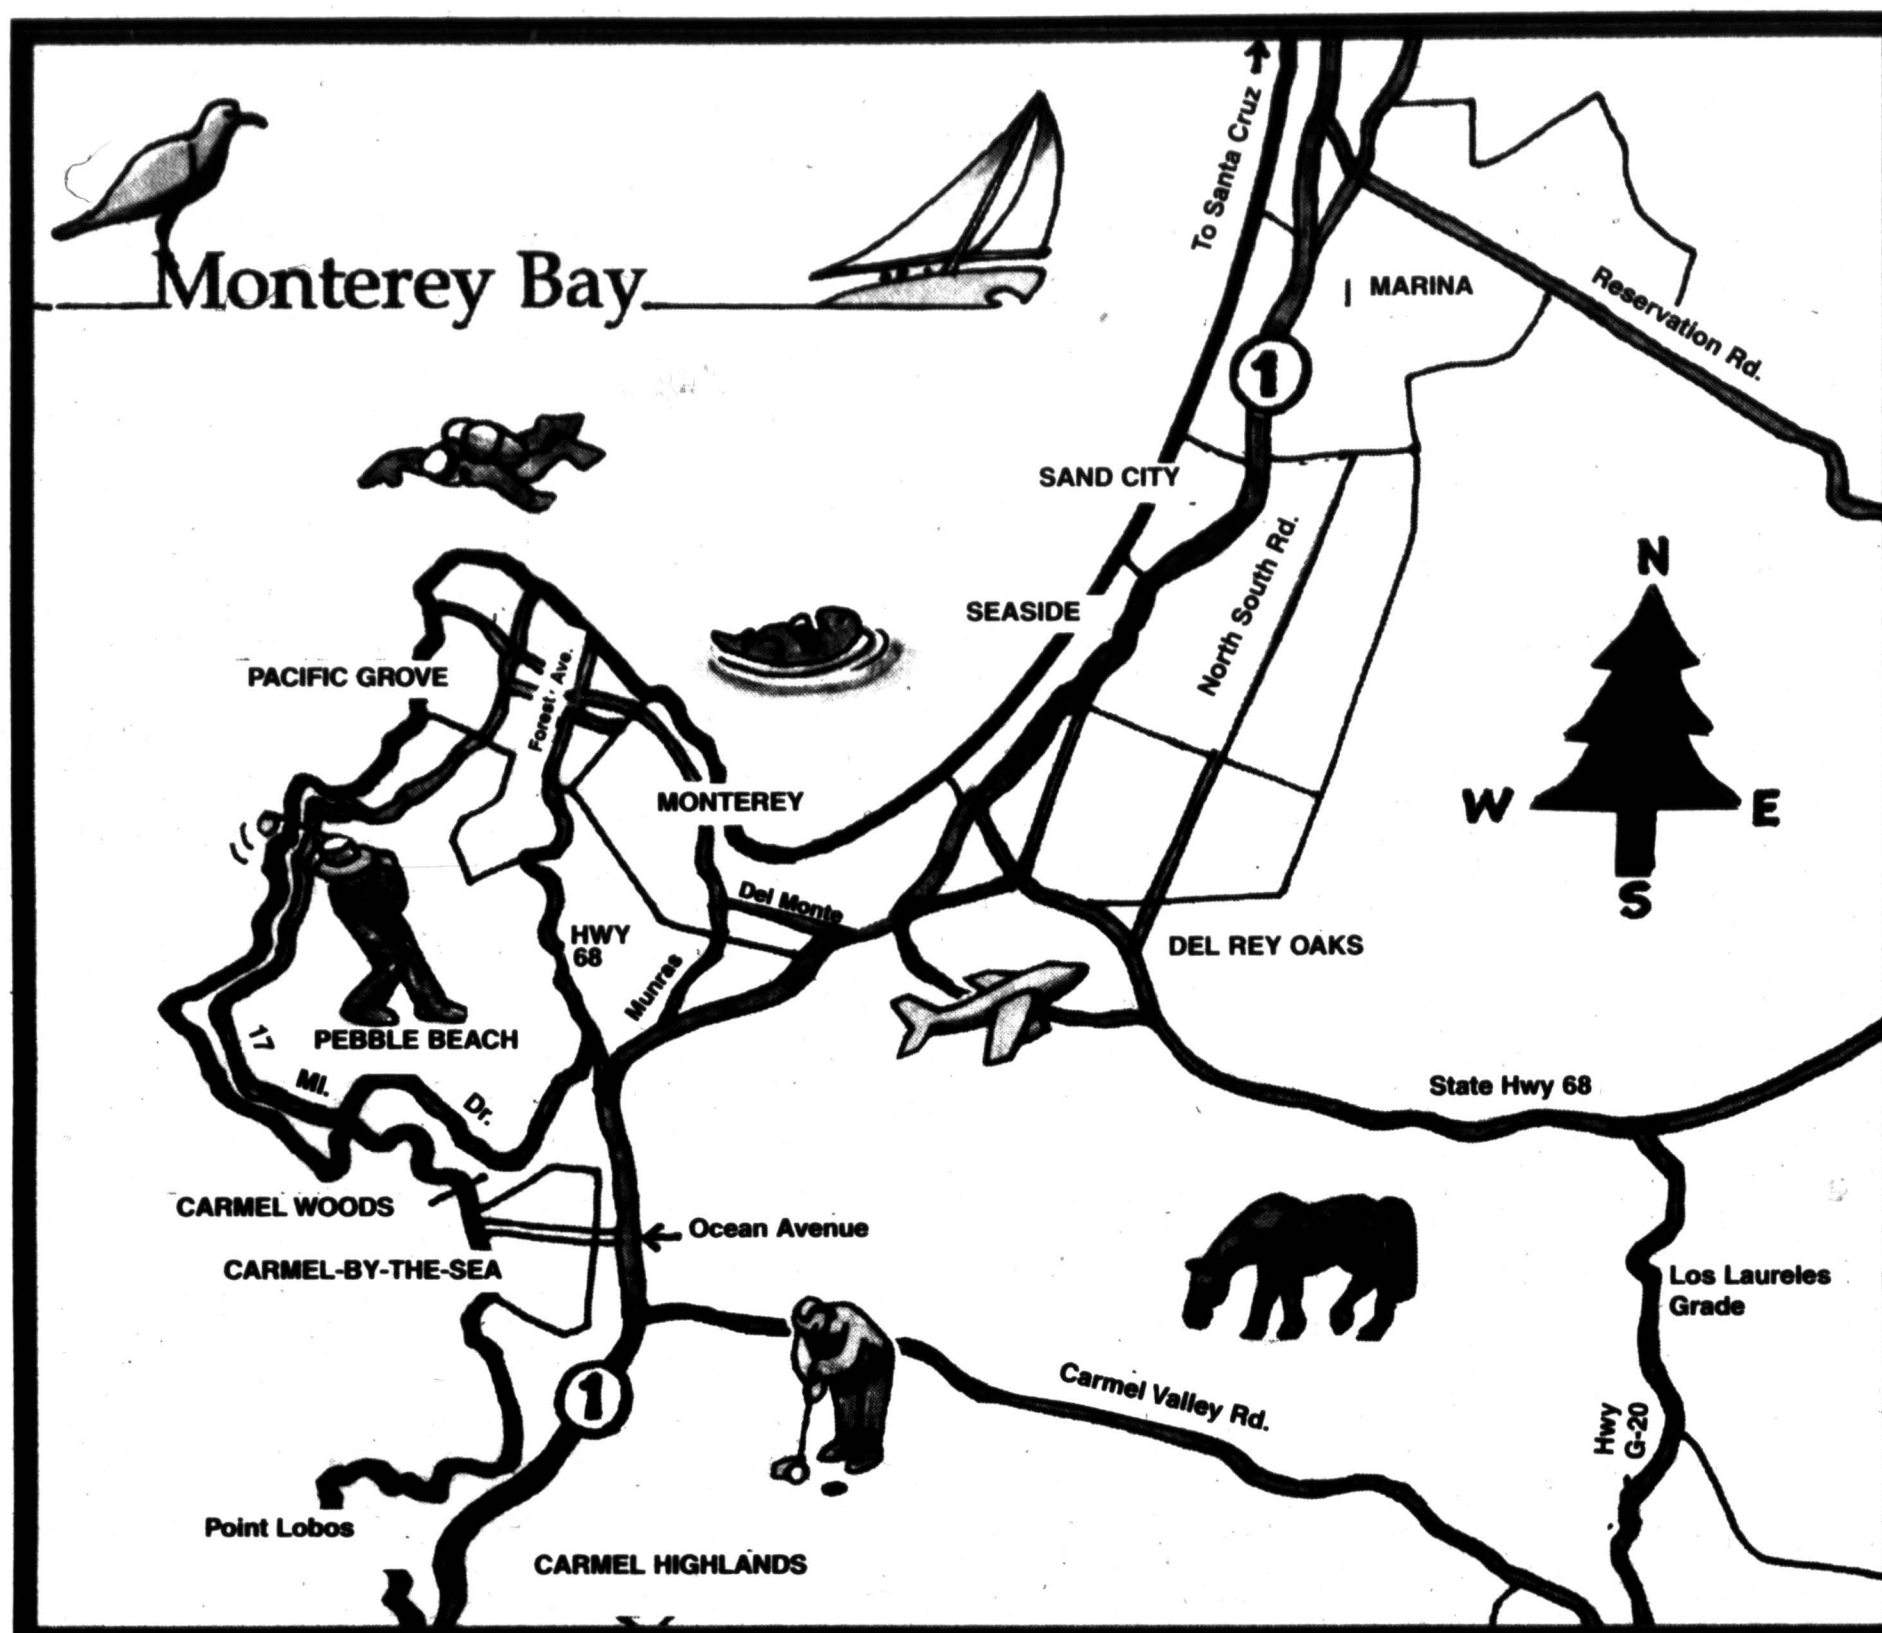 To Santa Cruz
Monterey Bay
MARINA
Reservation Rd.
1
SAND CITY
North South Rd.
N
SEASIDE
PACIFIC GROVE
Forest Ave.
MONTEREY
W
E
S
Del Monte
HWY
68
DEL REY OAKS
Munras
17
PEBBLE BEACH
MI.
Dr.
State Hwy 68
CARMEL WOODS
Ocean Avenue
CARMEL-BY-THE-SEA
Los Laureles
Grade
1
Carmel Valley Rd.
Hwy
G-20
Point Lobos
CARMEL HIGHLANDS